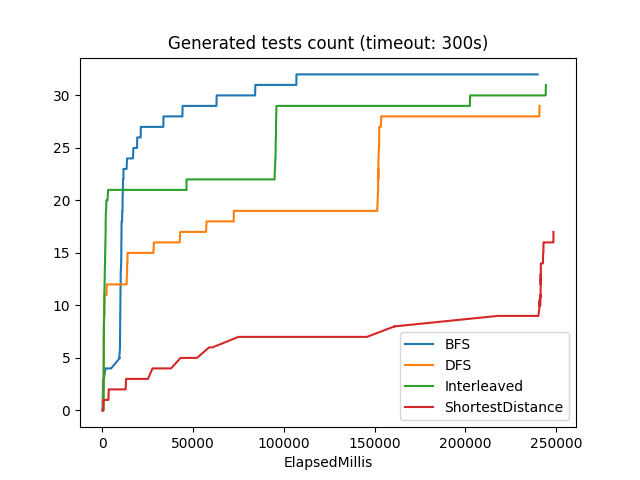 Generated tests count (timeout: 300s)
30
25
20
15
10
5
0
BFS
DFS
Interleaved
ShortestDistance
0 50000 100000 150000 200000 250000
ElapsedMillis